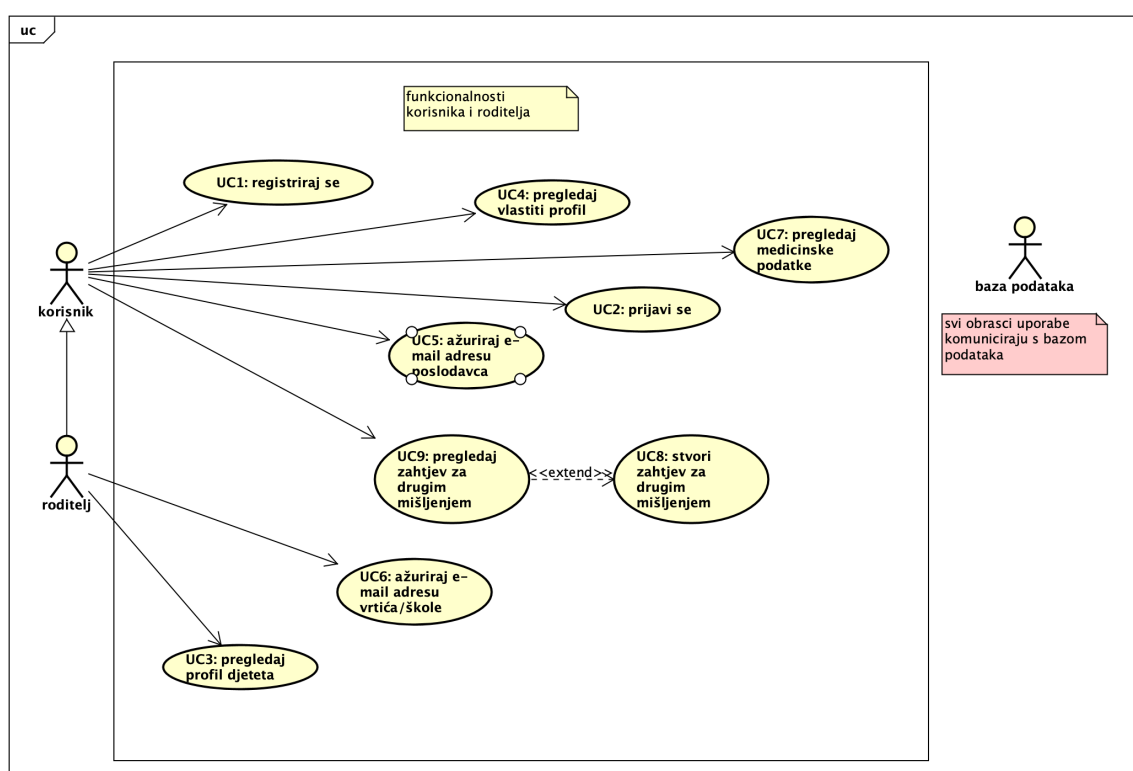 uc
funkcionalnosti
korisnika i roditelja
UC1: registriraj se
UC4: pregledaj
vlastiti profil
UC7: pregledaj
medicinske
podatke
korisnik
baza podataka
UC2: prijavi se
svi obrasci uporabe
komuniciraju s bazom
podataka
UC5: ažuriraj e-
mail adresu
poslodavca
UC9: pregledaj
zahtjev za
drugim
mišljenjem
<<extend>>
UC8: stvori
zahtjev za
drugim
mišljenjem
roditelj
UC6: ažuriraj e-
mail adresu
vrtića/škole
UC3: pregledaj
profil djeteta